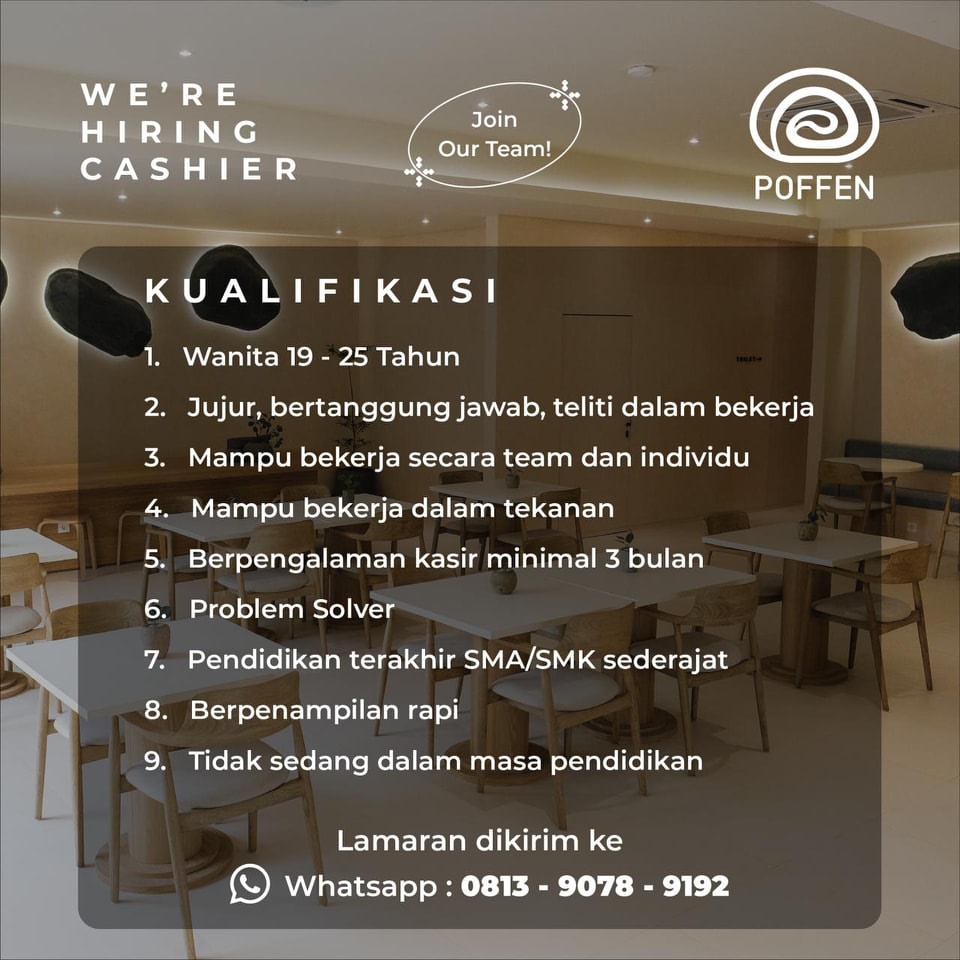 WE'RE
HIRING
CASHIER
Join
Our Team!
POFFEN
KUALIFIKASI
1. Wanita 19 - 25 Tahun
2. Jujur, bertanggung jawab, teliti dalam bekerja
3. Mampu bekerja secara team dan individu
4. Mampu bekerja dalam tekanan
5. Berpengalaman kasir minimal 3 bulan
6. Problem Solver
7. Pendidikan terakhir SMA/SMK sederajat
8. Berpenampilan rapi
9. Tidak sedang dalam masa pendidikan
Lamaran dikirim ke
Whatsapp : 0813 - 9078 - 9192